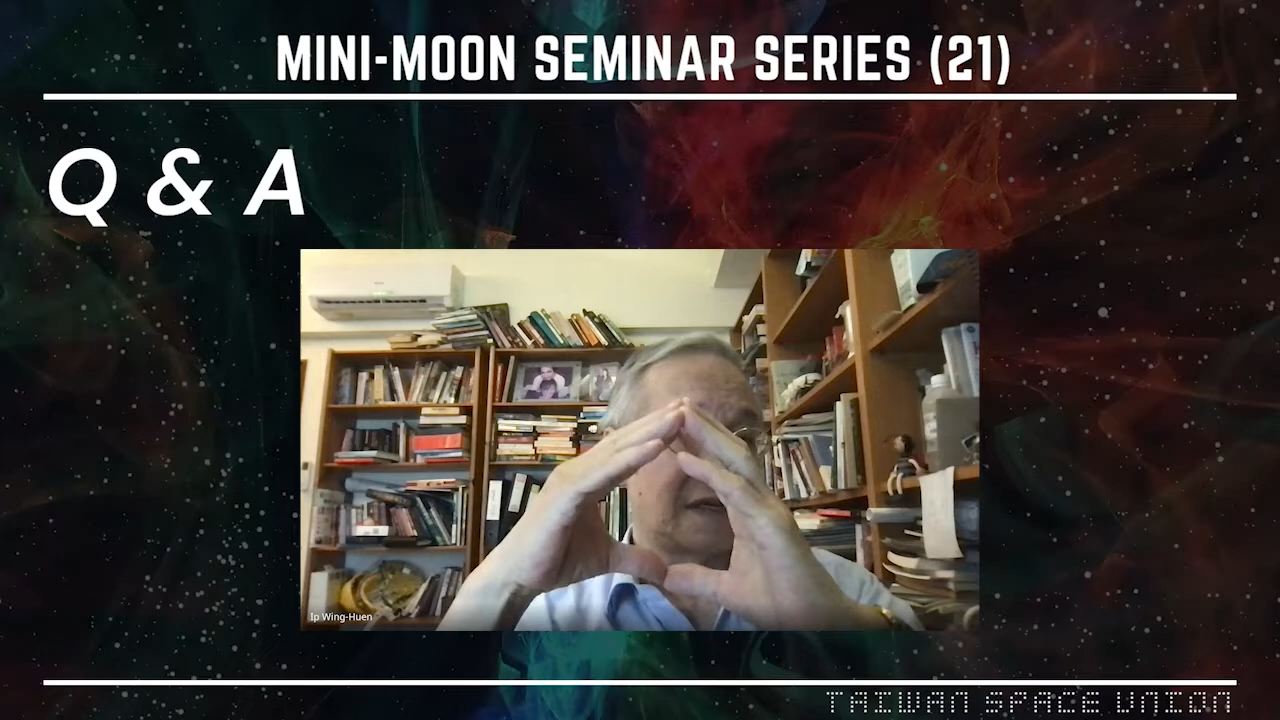 MINI-MOON SEMINAR SERIES (21)
Q & A
Ip Wing-Huen
TAIWAN SPACE UNION